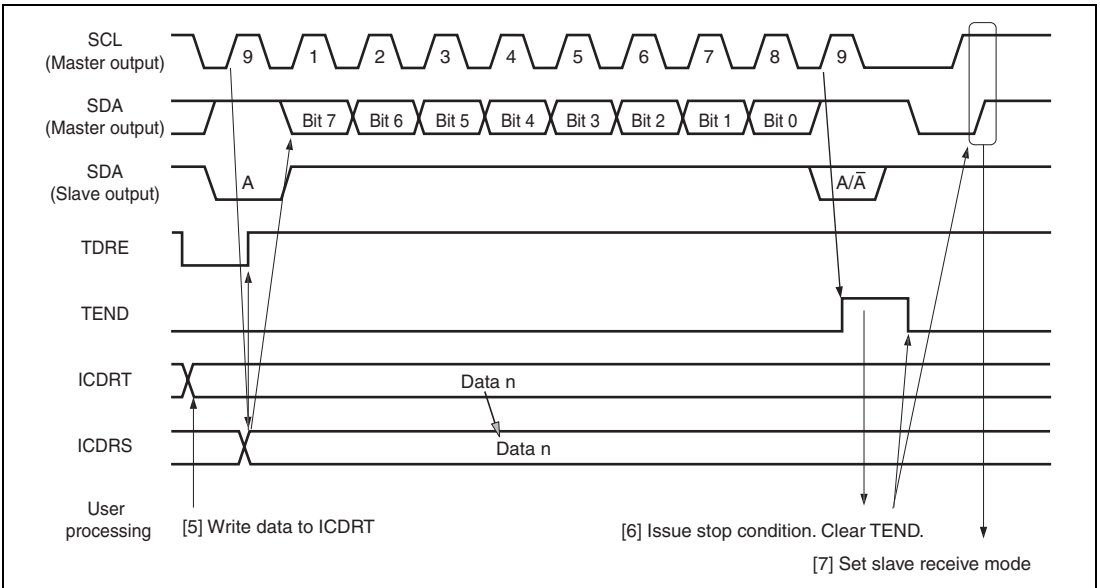 SCL
(Master output)
9 1 2 3 4 5 6 7 8 9
SDA
(Master output)
Bit 7 Bit 6 Bit 5 Bit 4 Bit 3 Bit 2 Bit 1 Bit 0
SDA
(Slave output)
A A/A̅
TDRE
TEND
ICDRT
Data n
ICDRS
Data n
User
processing
[5] Write data to ICDRT
[6] Issue stop condition. Clear TEND.
[7] Set slave receive mode